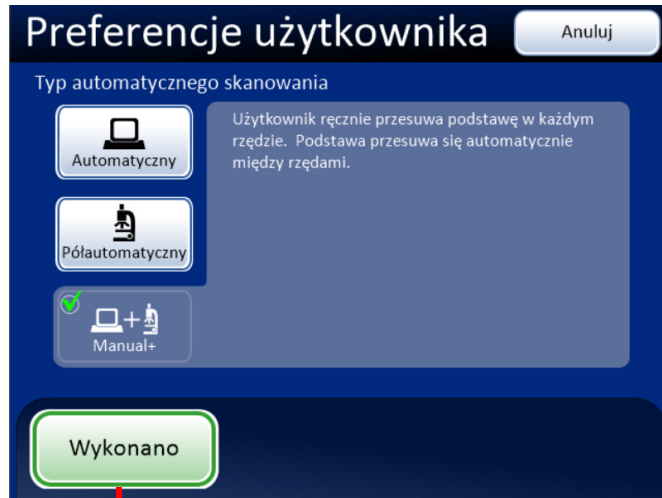 Preferencje użytkownika
Anuluj
Typ automatycznego skanowania
Automatyczny
Użytkownik ręcznie przesuwa podstawę w każdym
rzędzie. Podstawa przesuwa się automatycznie
między rzędami.
Półautomatyczny
Manual+
Wykonano